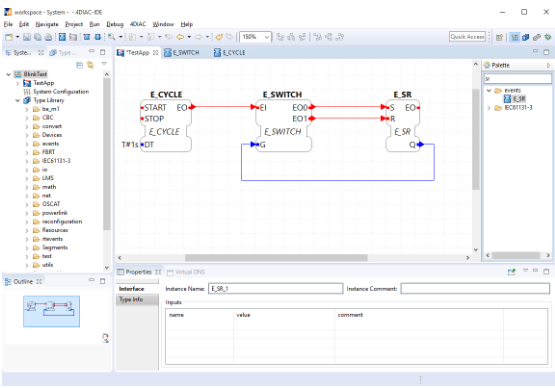 workspace - System - - 4DIAC-IDE
File Edit Navigate Project Run Debug 4DIAC Window Help
150%
Quick Access
Syste...
Type ...
*TestApp
E_SWITCH
E_CYCLE
Palette
BlinkTest
TestApp
System Configuration
Type Library
CBC
convert
Devices
events
FBRT
IEC61131-3
io
LMS
math
net
OSCAT
powerlink
reconfiguration
Resources
rtevents
Segments
test
utils
E_CYCLE
START EO
STOP
E_CYCLE
T#1s DT
E_SWITCH
EI EO0
EO1
E_SWITCH
G
E_SR
S EO
R
E_SR
Q
sr
events
E_SR
IEC61131-3
Outline
Properties
Virtual DNS
Interface
Type Info
Instance Name: E_SR_1
Instance Comment:
Inputs
name value comment